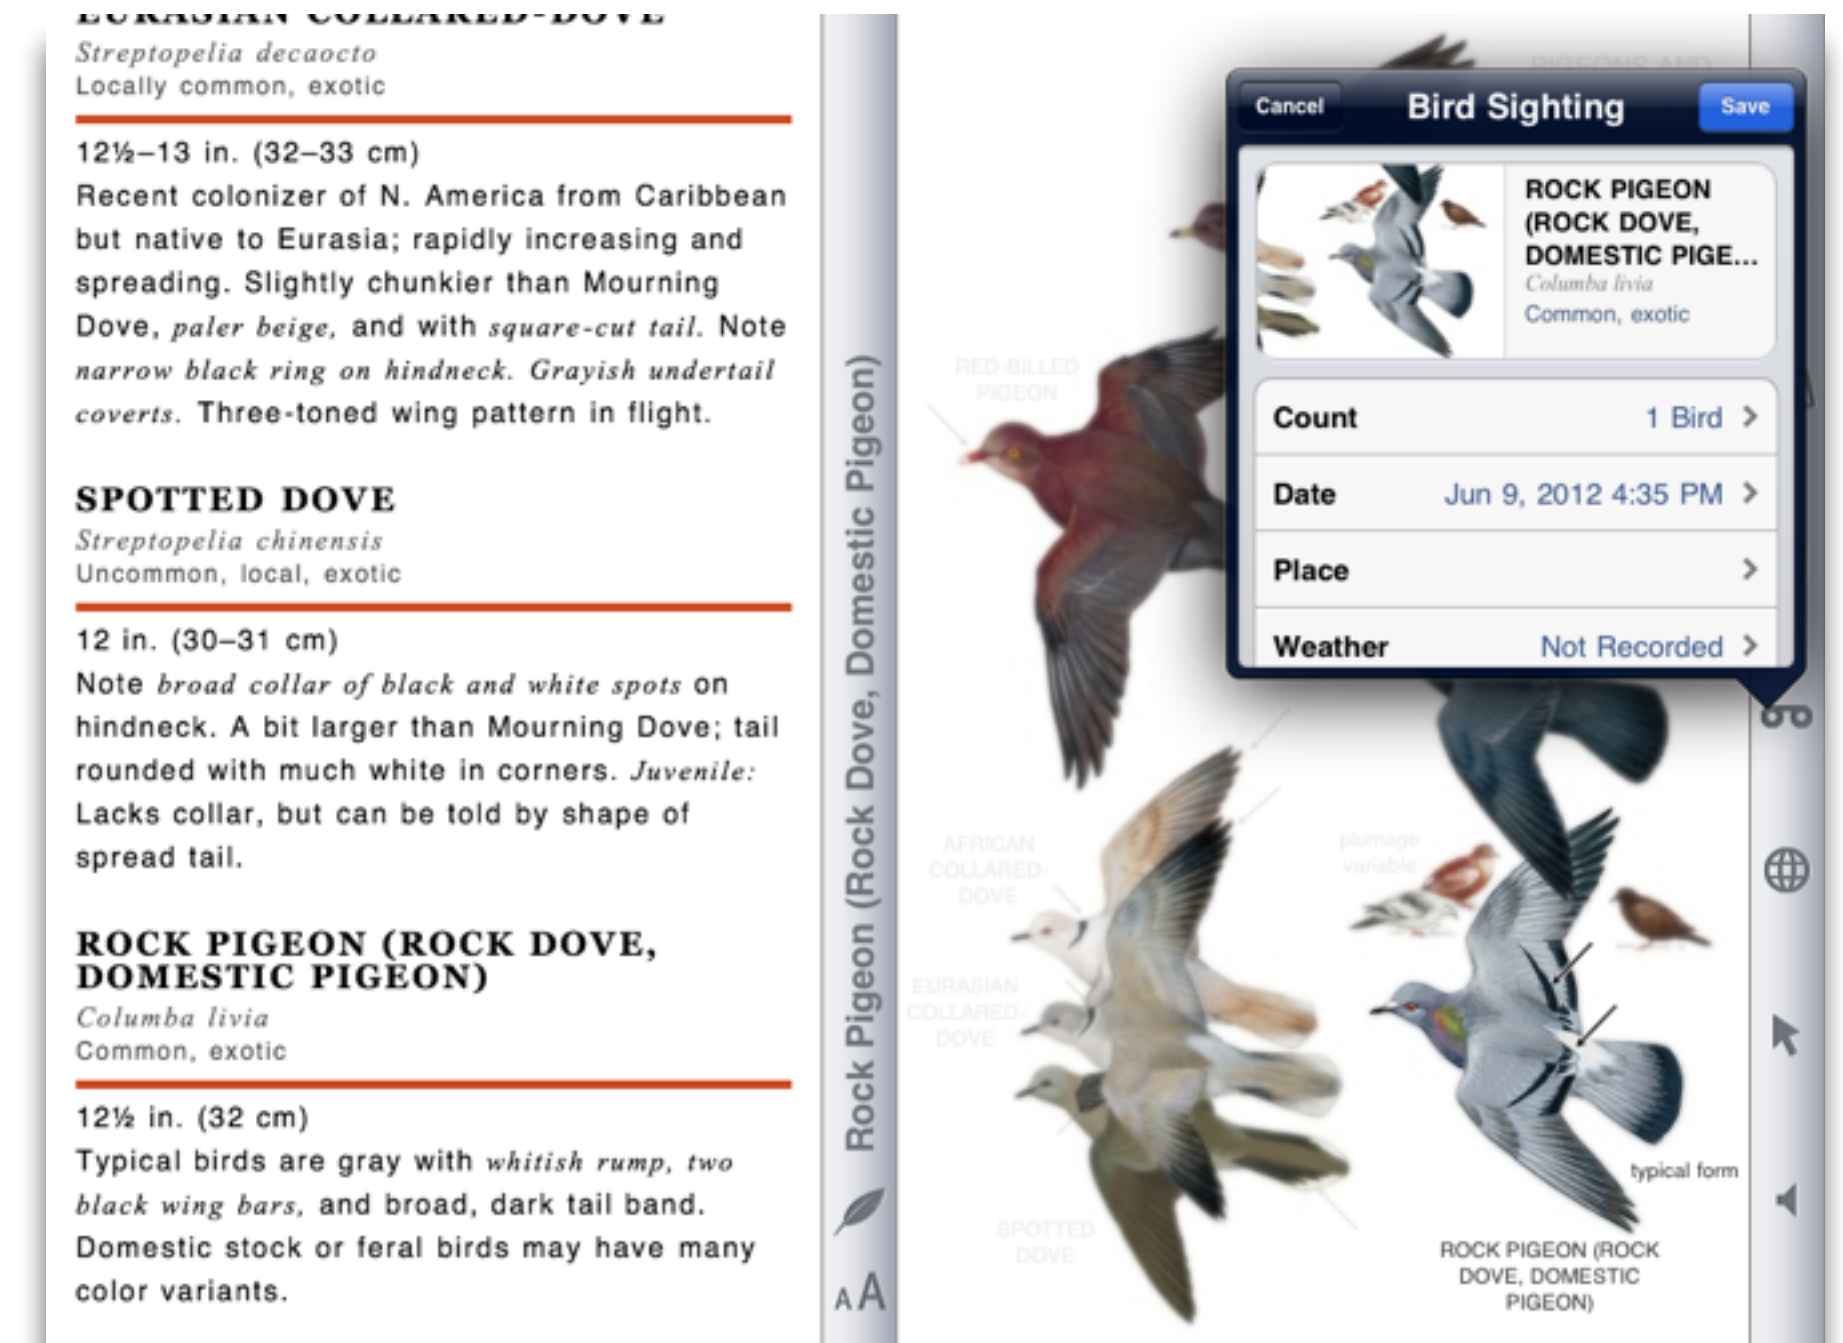 EURASIAN COLLARED-DOVE
Streptopelia decaocto
Locally common, exotic
12½–13 in. (32–33 cm)
Recent colonizer of N. America from Caribbean
but native to Eurasia; rapidly increasing and
spreading. Slightly chunkier than Mourning
Dove, paler beige, and with square-cut tail. Note
narrow black ring on hindneck. Grayish undertail
coverts. Three-toned wing pattern in flight.
SPOTTED DOVE
Streptopelia chinensis
Uncommon, local, exotic
12 in. (30–31 cm)
Note broad collar of black and white spots on
hindneck. A bit larger than Mourning Dove; tail
rounded with much white in corners. Juvenile:
Lacks collar, but can be told by shape of
spread tail.
ROCK PIGEON (ROCK DOVE,
DOMESTIC PIGEON)
Columba livia
Common, exotic
12½ in. (32 cm)
Typical birds are gray with whitish rump, two
black wing bars, and broad, dark tail band.
Domestic stock or feral birds may have many
color variants.
Rock Pigeon (Rock Dove, Domestic Pigeon)
AA
PIGEONS AND
Cancel
Bird Sighting
Save
ROCK PIGEON
(ROCK DOVE,
DOMESTIC PIGE...
Columba livia
Common, exotic
Count 1 Bird
Date Jun 9, 2012 4:35 PM
Place
Weather Not Recorded
RED-BILLED
PIGEON
AFRICAN
COLLARED-
DOVE
EURASIAN
COLLARED-
DOVE
SPOTTED
DOVE
plumage
variable
typical form
ROCK PIGEON (ROCK
DOVE, DOMESTIC
PIGEON)